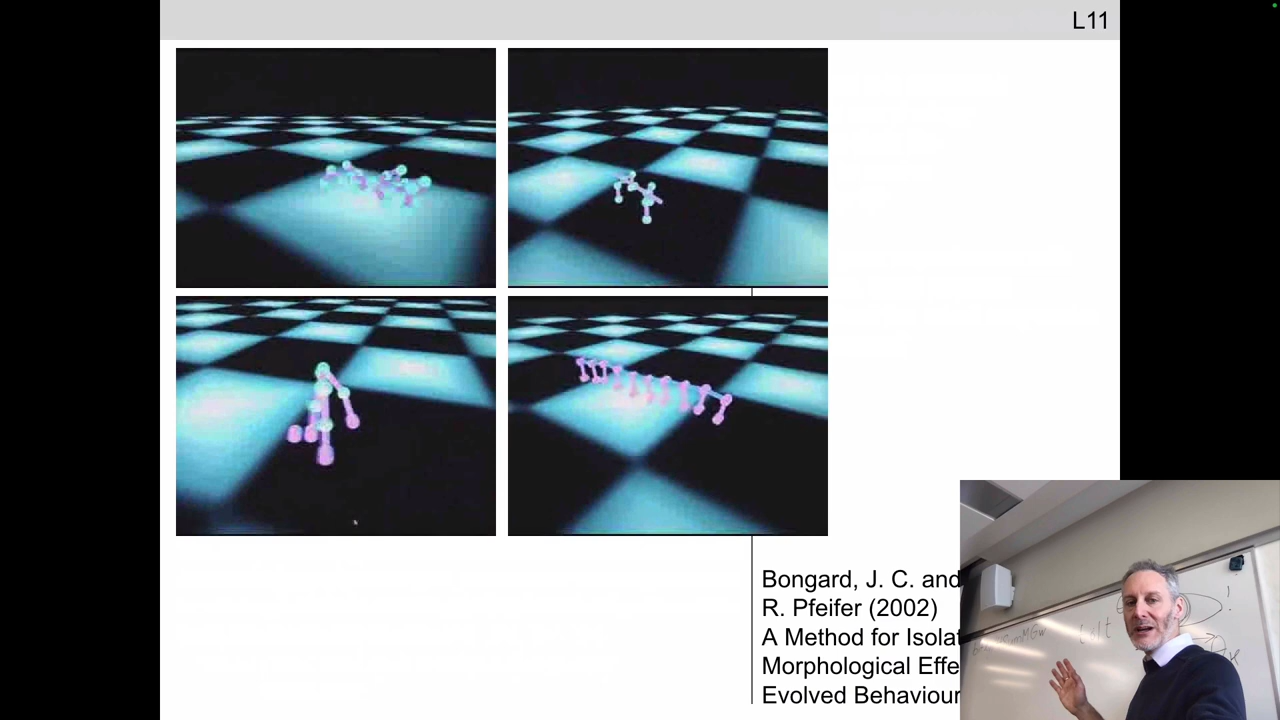 L11
Bongard, J. C. and
R. Pfeifer (2002)
A Method for Isolat
Morphological Effe
Evolved Behaviour
!